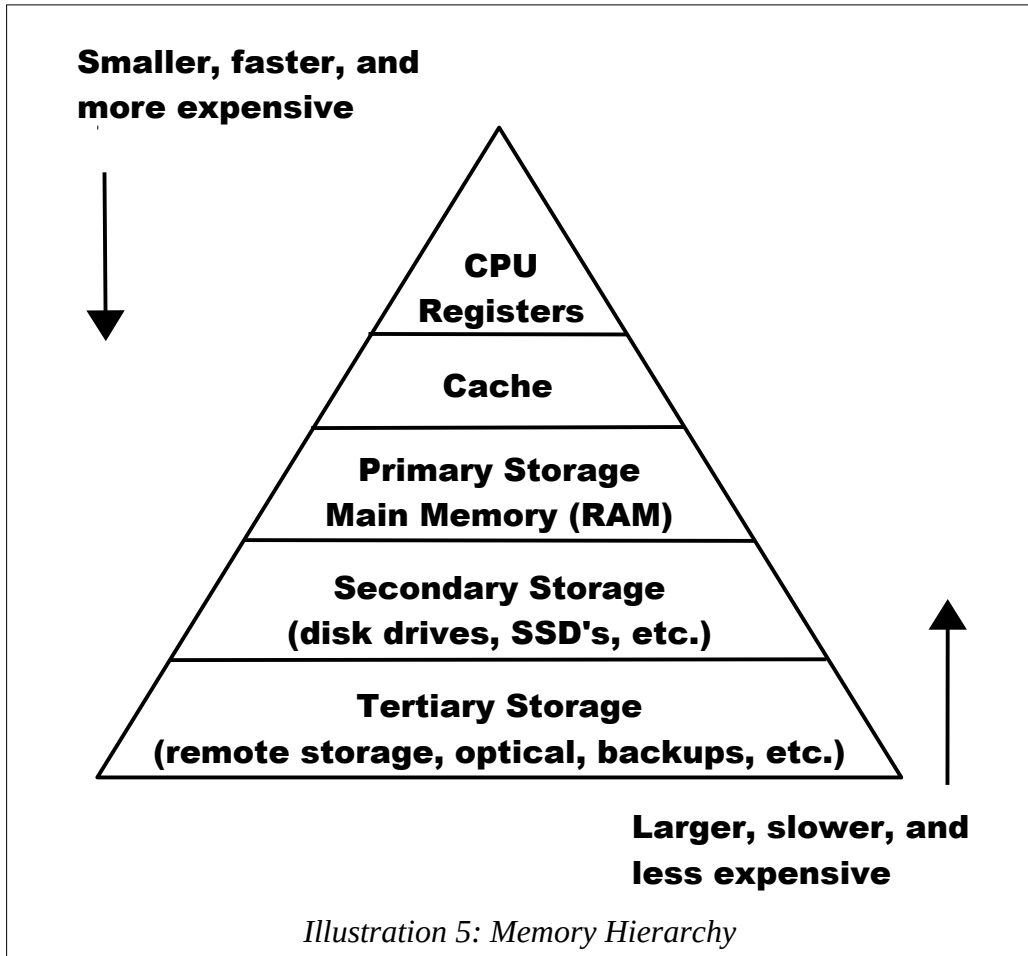 Smaller, faster, and
more expensive
CPU
Registers
Cache
Primary Storage
Main Memory (RAM)
Secondary Storage
(disk drives, SSD's, etc.)
Tertiary Storage
(remote storage, optical, backups, etc.)
Larger, slower, and
less expensive
Illustration 5: Memory Hierarchy